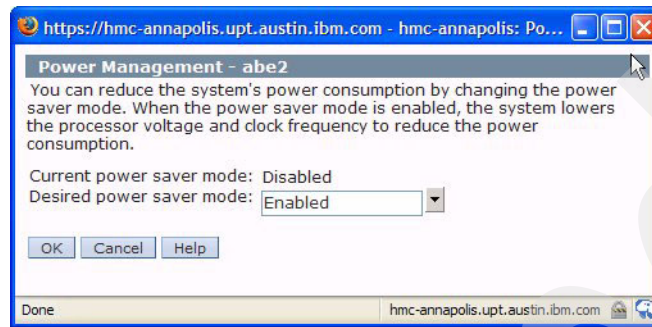 https://hmc-annapolis.upt.austin.ibm.com - hmc-annapolis: Po...
Power Management - abe2
You can reduce the system's power consumption by changing the power
saver mode. When the power saver mode is enabled, the system lowers
the processor voltage and clock frequency to reduce the power
consumption.
Current power saver mode: Disabled
Desired power saver mode: Enabled
OK Cancel Help
Done hmc-annapolis.upt.austin.ibm.com